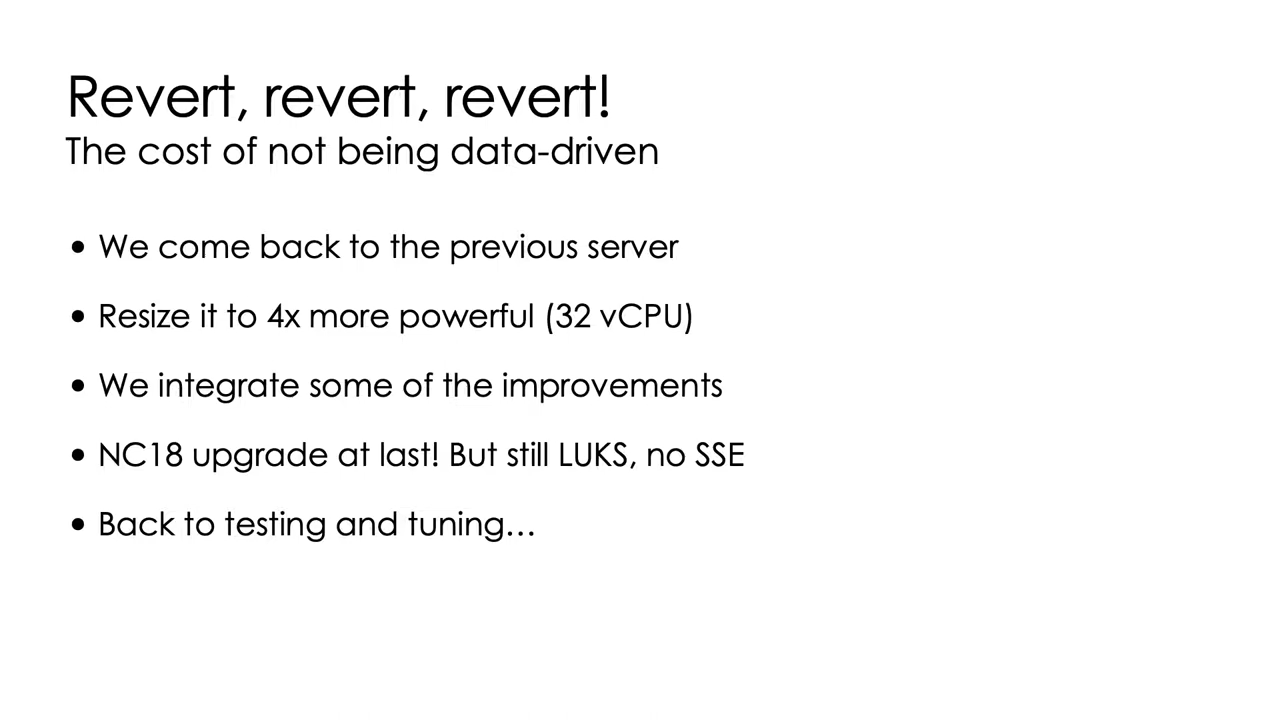 Revert, revert, revert!
The cost of not being data-driven
• We come back to the previous server
• Resize it to 4x more powerful (32 vCPU)
• We integrate some of the improvements
• NC18 upgrade at last! But still LUKS, no SSE
• Back to testing and tuning…